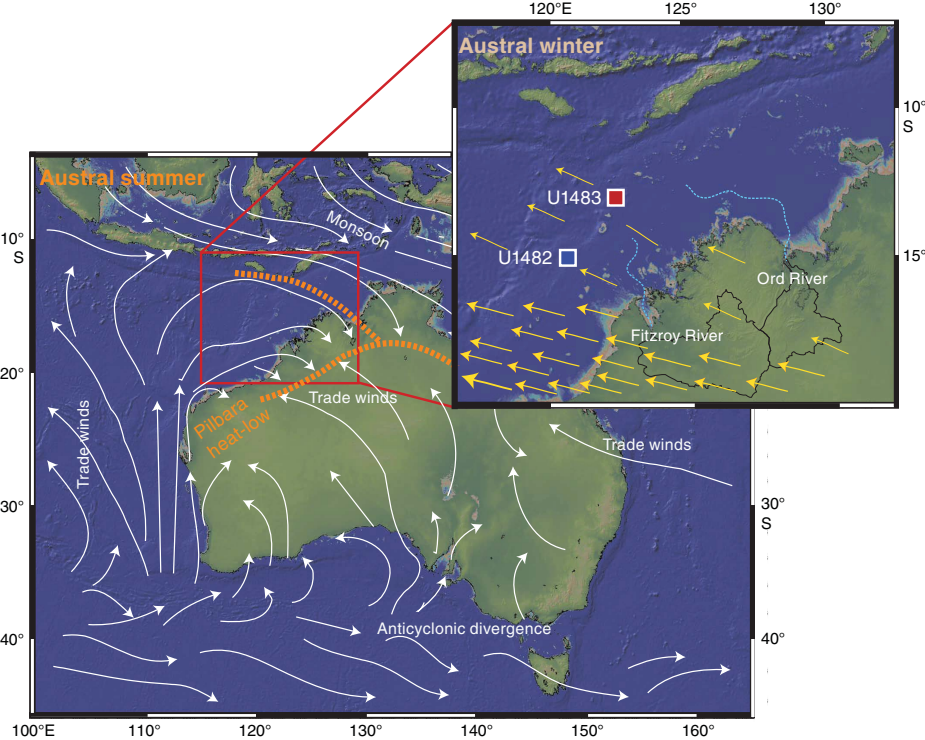 120°E
125°
130°
Austral winter
10°
S
U1483
U1482
15°
Ord River
Fitzroy River
Austral summer
Monsoon
10°
S
20°
Trade winds
Pilbara
heat-low
Trade winds
Trade winds
30°
30°
S
Anticyclonic divergence
40°
40°
100°E
110°
120°
130°
140°
150°
160°